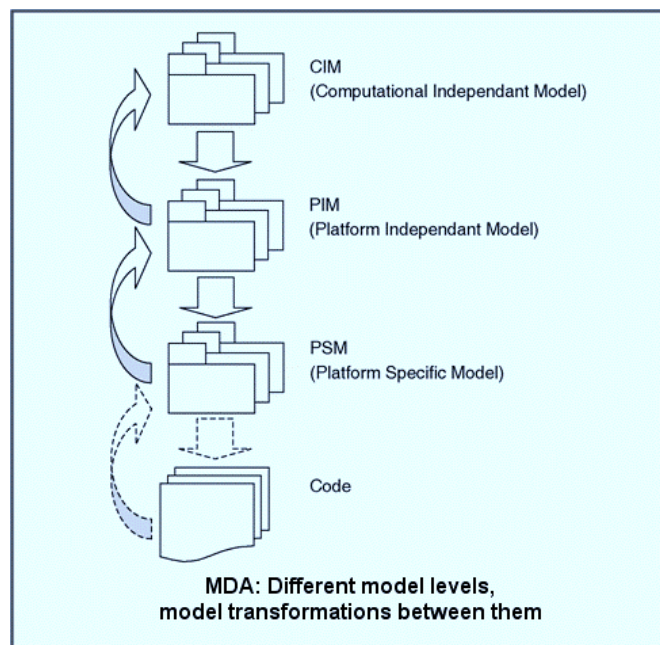 CIM
(Computational Independant Model)
PIM
(Platform Independant Model)
PSM
(Platform Specific Model)
Code
MDA: Different model levels,
model transformations between them